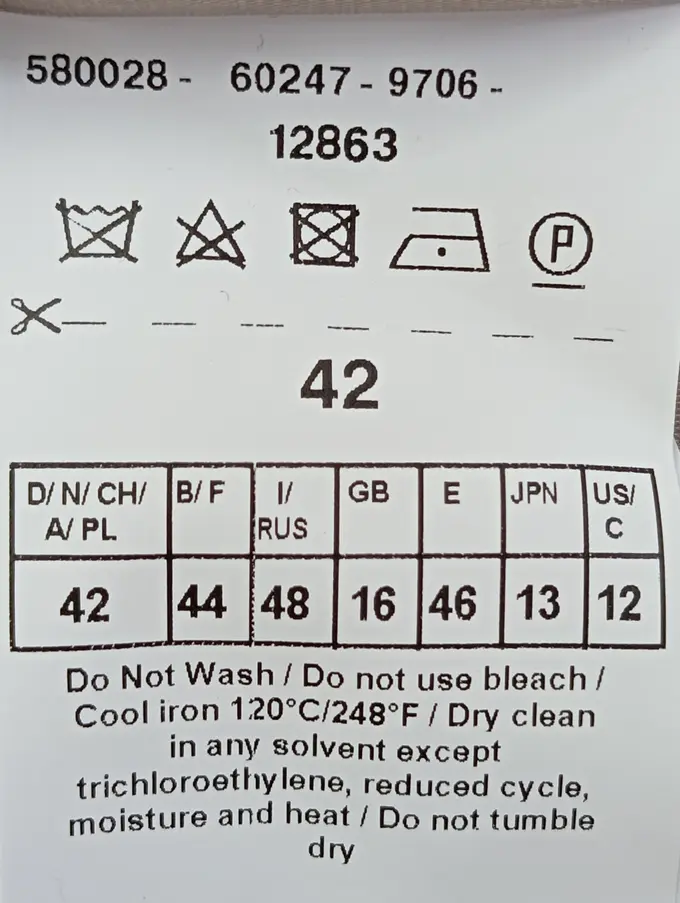 580028 - 60247 - 9706 -
12863
P
42
D/ N/ CH/ A/ PL B/ F I/ RUS GB E JPN US/ C
42 44 48 16 46 13 12
Do Not Wash / Do not use bleach /
Cool iron 120°C/248°F / Dry clean
in any solvent except
trichloroethylene, reduced cycle,
moisture and heat / Do not tumble
dry